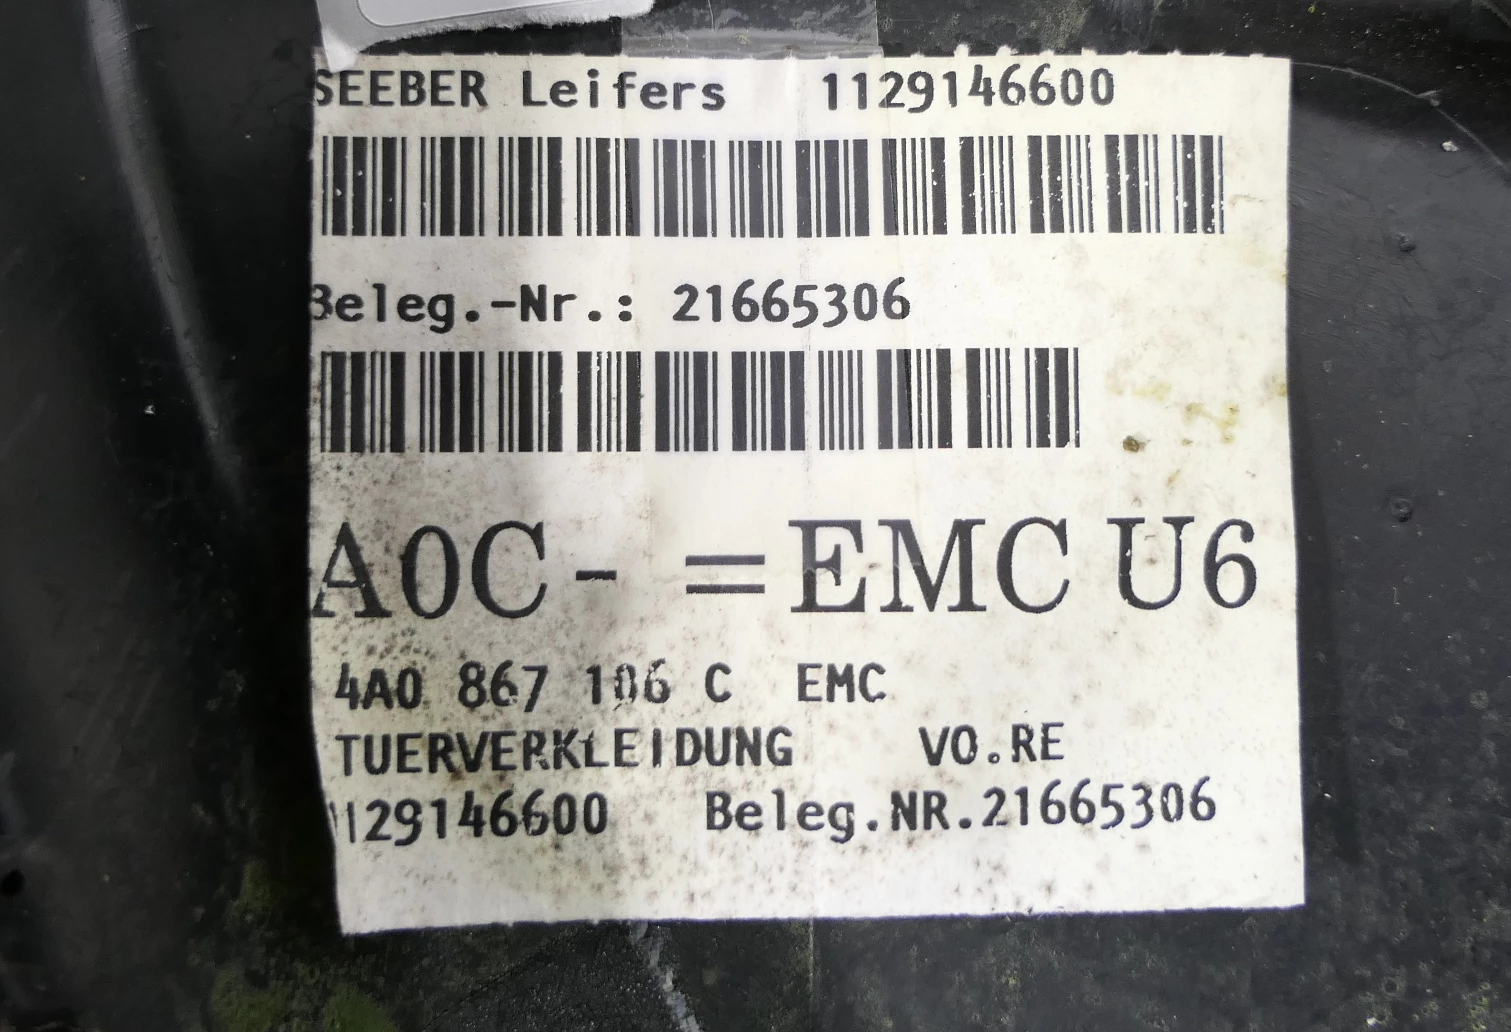 SEEBER Leifers 1129146600
Beleg.-Nr.: 21665306
A0C- =EMC U6
4A0 867 106 C EMC
TUERVERKLEIDUNG VO.RE
1129146600 Beleg.NR.21665306